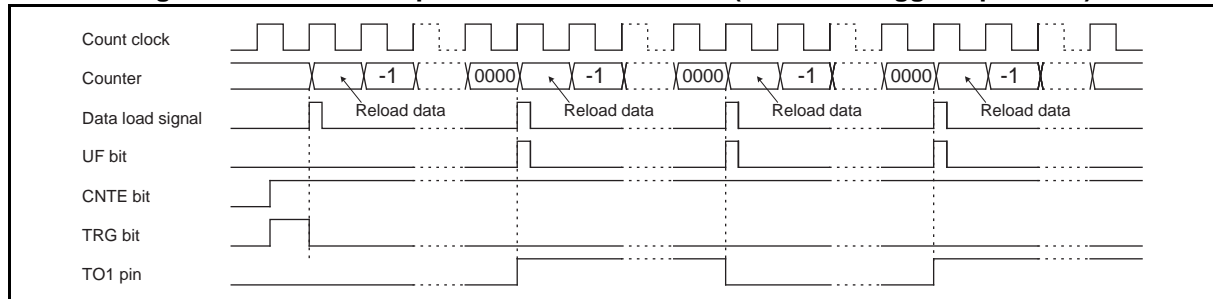 Count clock
Counter -1 0000 -1 0000 -1 0000 -1
Reload data Reload data Reload data Reload data
Data load signal
UF bit
CNTE bit
TRG bit
TO1 pin